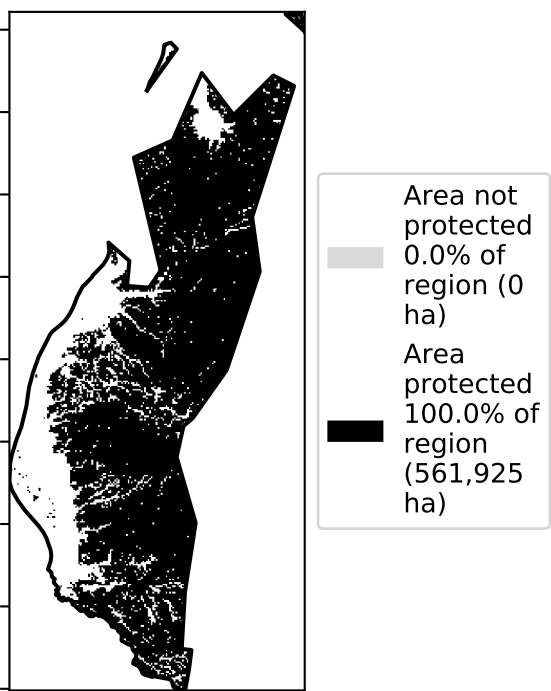 Area not
protected
0.0% of
region (0
ha)
Area
protected
100.0% of
region
(561,925
ha)